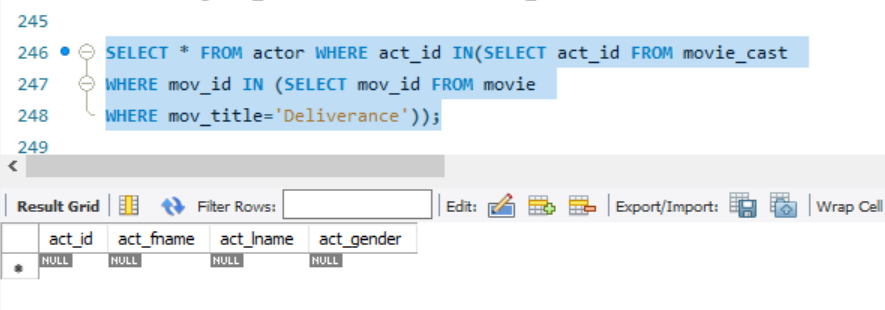 245
246 SELECT * FROM actor WHERE act_id IN(SELECT act_id FROM movie_cast
247 WHERE mov_id IN (SELECT mov_id FROM movie
248 WHERE mov_title='Deliverance'));
249
Result Grid Filter Rows: Edit: Export/Import: Wrap Cell
act_id act_fname act_lname act_gender
* NULL NULL NULL NULL